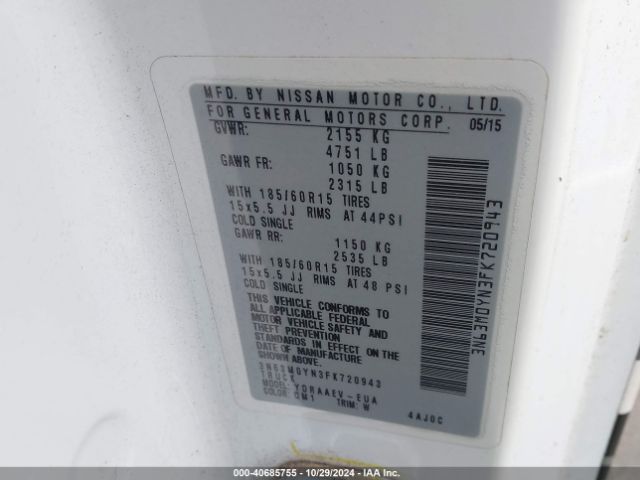 MFD. BY NISSAN MOTOR CO., LTD.
FOR GENERAL MOTORS CORP. 05/15
GVWR: 2155 KG
4751 LB
GAWR FR: 1050 KG
2315 LB
WITH 185/60R15 TIRES
15x5.5 JJ RIMS AT 44PSI
COLD SINGLE
GAWR RR: 1150 KG
2535 LB
WITH 185/60R15 TIRES
15x5.5 JJ RIMS AT 48 PSI
COLD SINGLE
THIS VEHICLE CONFORMS TO
ALL APPLICABLE FEDERAL
MOTOR VEHICLE SAFETY AND
THEFT PREVENTION
STANDARDS IN EFFECT ON THE
DATE OF MANUFACTURE
SHOWN ABOVE.
3N63M0YN3FK720943
TRUCK
MODEL: YDRAAEV-EUA
COLOR: QM1 TRIM: W
4AJ0C
3N63M0YN3FK720943
000-40685755 - 10/29/2024 - IAAI.COM